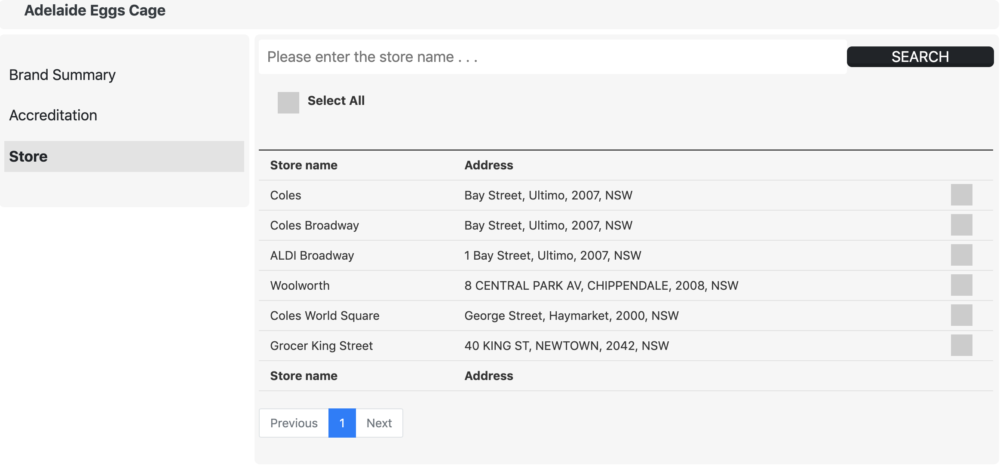 Adelaide Eggs Cage
Brand Summary
Accreditation
Store
Please enter the store name . . .
SEARCH
Select All
Store name Address
Coles Bay Street, Ultimo, 2007, NSW
Coles Broadway Bay Street, Ultimo, 2007, NSW
ALDI Broadway 1 Bay Street, Ultimo, 2007, NSW
Woolworth 8 CENTRAL PARK AV, CHIPPENDALE, 2008, NSW
Coles World Square George Street, Haymarket, 2000, NSW
Grocer King Street 40 KING ST, NEWTOWN, 2042, NSW
Store name Address
Previous 1 Next